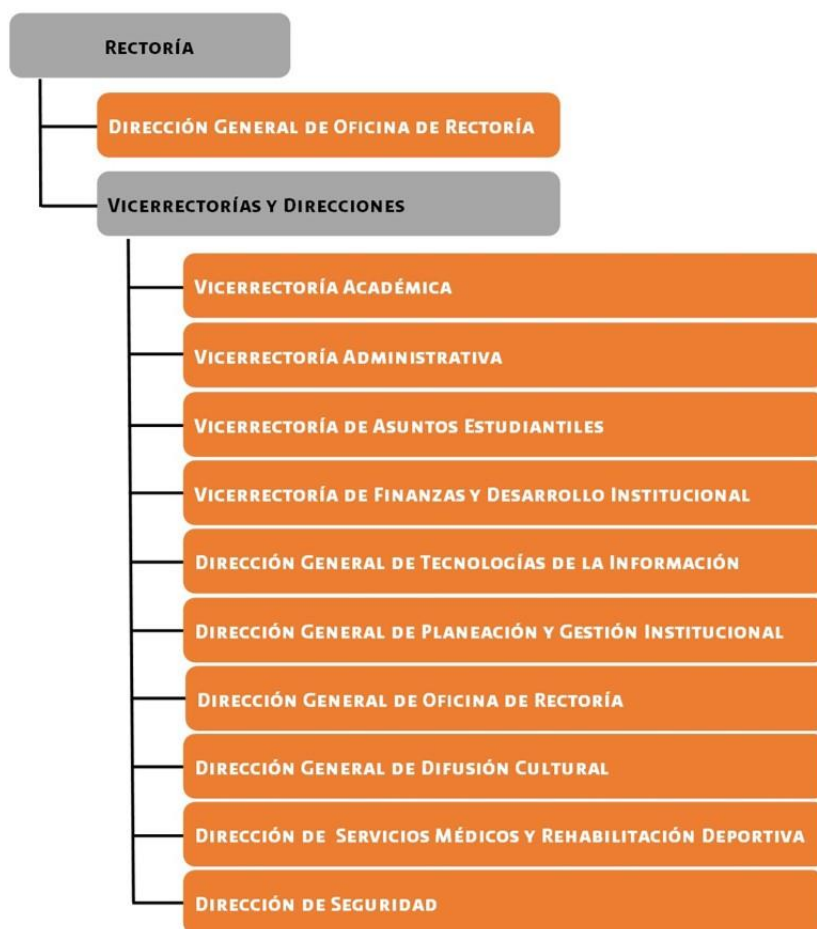 RECTORÍA
DIRECCIÓN GENERAL DE OFICINA DE RECTORÍA
VICERRECTORÍAS Y DIRECCIONES
VICERRECTORÍA ACADÉMICA
VICERRECTORÍA ADMINISTRATIVA
VICERRECTORÍA DE ASUNTOS ESTUDIANTILES
VICERRECTORÍA DE FINANZAS Y DESARROLLO INSTITUCIONAL
DIRECCIÓN GENERAL DE TECNOLOGÍAS DE LA INFORMACIÓN
DIRECCIÓN GENERAL DE PLANEACIÓN Y GESTIÓN INSTITUCIONAL
DIRECCIÓN GENERAL DE OFICINA DE RECTORÍA
DIRECCIÓN GENERAL DE DIFUSIÓN CULTURAL
DIRECCIÓN DE SERVICIOS MÉDICOS Y REHABILITACIÓN DEPORTIVA
DIRECCIÓN DE SEGURIDAD